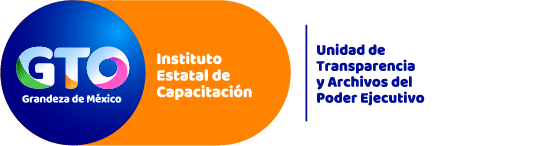 GTO
Grandeza de México
Instituto
Estatal de
Capacitación
Unidad de
Transparencia
y Archivos del
Poder Ejecutivo